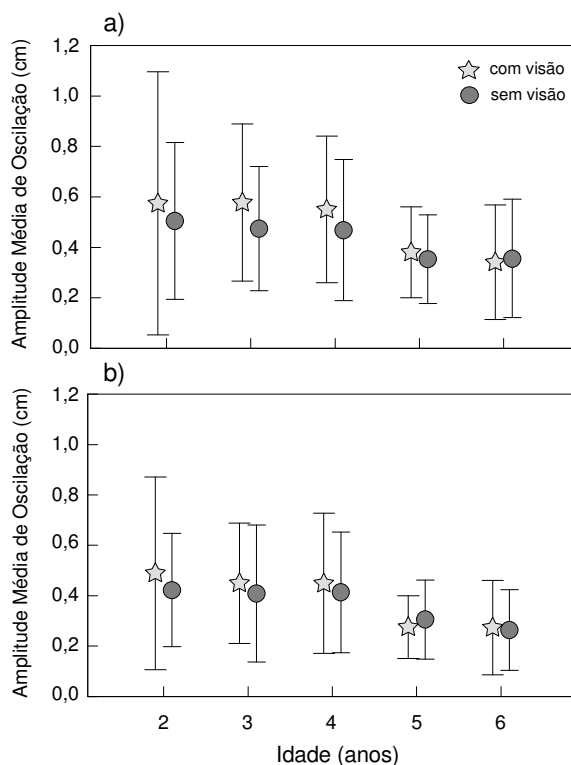 a)
Amplitude Média de Oscilação (cm)
1,2
1,0
0,8
0,6
0,4
0,2
0,0
com visão
sem visão
b)
Amplitude Média de Oscilação (cm)
1,2
1,0
0,8
0,6
0,4
0,2
0,0
2 3 4 5 6
Idade (anos)